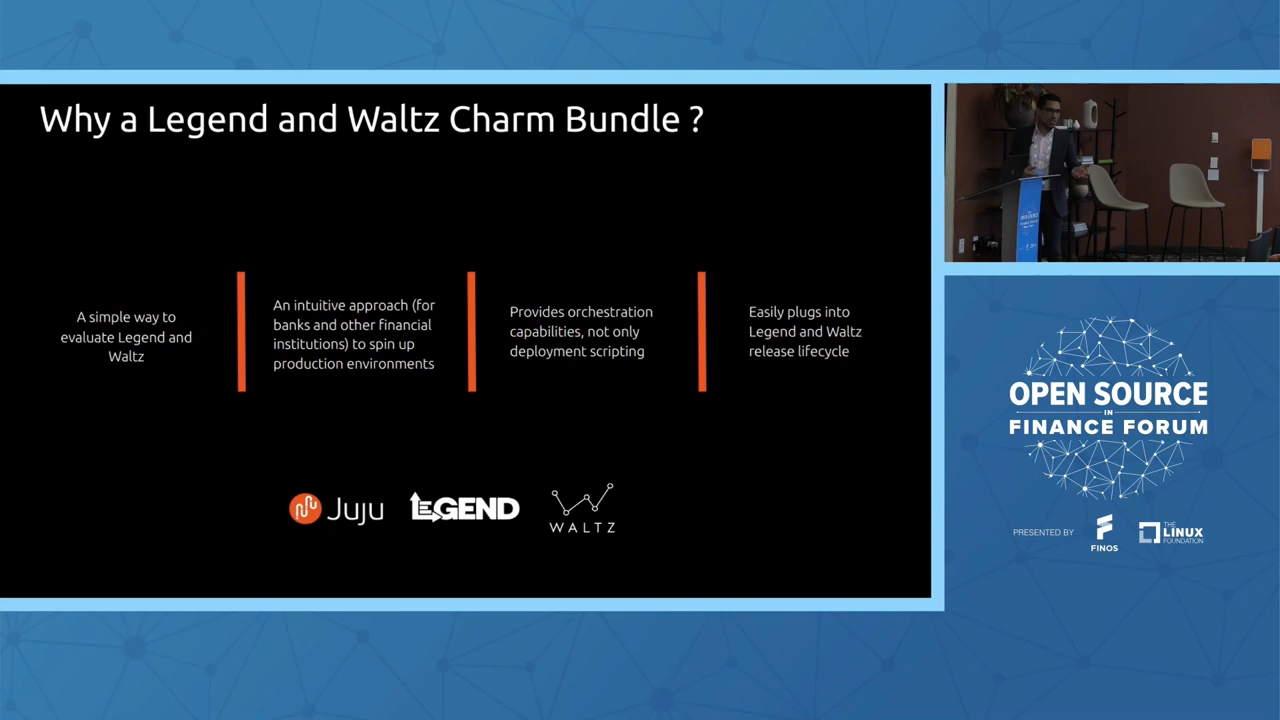 Why a Legend and Waltz Charm Bundle ?
A simple way to
evaluate Legend and
Waltz
An intuitive approach (for
banks and other financial
institutions) to spin up
production environments
Provides orchestration
capabilities, not only
deployment scripting
Easily plugs into
Legend and Waltz
release lifecycle
Juju
LEGEND
WALTZ
OPEN SOURCE
IN
FINANCE FORUM
PRESENTED BY
FINOS
THE
LINUX
FOUNDATION